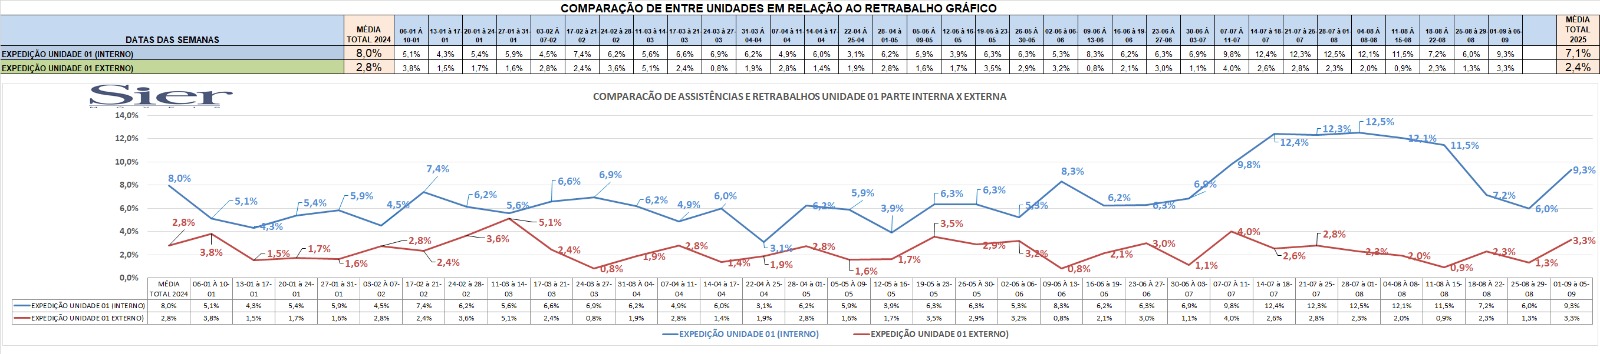 COMPARAÇÃO DE ENTRE UNIDADES EM RELAÇÃO AO RETRABALHO GRÁFICO
DATAS DAS SEMANAS MÉDIA TOTAL 2024 06-01 À 10-01 13-01 À 17-01 20-01 À 24-01 27-01 À 31-01 03-02 À 07-02 17-02 À 21-02 24-02 À 28-02 11-03 À 14-03 17-03 À 21-03 24-03 À 27-03 31-03 À 04-04 07-04 à 11-04 14-04 À 17-04 22-04 À 25-04 28-04 À 01-05 05-05 À 09-05 12-05 À 16-05 19-05 à 23-05 26-05 à 30-05 02-06 À 06-06 09-06 À 13-06 16-06 à 19-06 23-06 À 27-06 30-06 À 03-07 07-07 à 11-07 14-07 à 18-07 21-07 à 25-07 28-07 à 01-08 04-08 à 08-08 11-08 à 15-08 18-08 à 22-08 25-08 à 29-08 01-09 à 05-09 MÉDIA TOTAL 2025
EXPEDIÇÃO UNIDADE 01 (INTERNO) 8,0% 5,1% 4,3% 5,4% 5,9% 4,5% 7,4% 6,2% 5,6% 6,6% 6,9% 6,2% 4,9% 6,0% 3,1% 6,2% 5,9% 3,9% 6,3% 6,3% 5,3% 8,3% 6,2% 6,3% 6,9% 9,8% 12,4% 12,3% 12,5% 12,1% 11,5% 7,2% 6,0% 9,3% 7,1%
EXPEDIÇÃO UNIDADE 01 EXTERNO) 2,8% 3,8% 1,5% 1,7% 1,6% 2,8% 2,4% 3,6% 5,1% 2,4% 0,8% 1,9% 2,8% 1,4% 1,9% 2,8% 1,6% 1,7% 3,5% 2,9% 3,2% 0,8% 2,1% 3,0% 1,1% 4,0% 2,6% 2,8% 2,3% 2,0% 0,9% 2,3% 1,3% 3,3% 2,4%
Sier
MÓVEIS
COMPARACÃO DE ASSISTÊNCIAS E RETRABALHOS UNIDADE 01 PARTE INTERNA X EXTERNA
14,0%
12,0%
10,0%
8,0%
6,0%
4,0%
2,0%
0,0%
8,0% 5,1% 4,3% 5,4% 5,9% 4,5% 7,4% 6,2% 5,6% 6,6% 6,9% 6,2% 4,9% 6,0% 3,1% 6,2% 5,9% 3,9% 6,3% 6,3% 5,3% 8,3% 6,2% 6,3% 6,9% 9,8% 12,4% 12,3% 12,5% 12,1% 11,5% 7,2% 6,0% 9,3%
2,8% 3,8% 1,5% 1,7% 1,6% 2,8% 2,4% 3,6% 5,1% 2,4% 0,8% 1,9% 2,8% 1,4% 1,9% 2,8% 1,6% 1,7% 3,5% 2,9% 3,2% 0,8% 2,1% 3,0% 1,1% 4,0% 2,6% 2,8% 2,3% 2,0% 0,9% 2,3% 1,3% 3,3%
MÉDIA TOTAL 2024 06-01 À 10-01 13-01 À 17-01 20-01 À 24-01 27-01 À 31-01 03-02 À 07-02 17-02 À 21-02 24-02 À 28-02 11-03 À 14-03 17-03 À 21-03 24-03 À 27-03 31-03 À 04-04 07-04 à 11-04 14-04 À 17-04 22-04 À 25-04 28-04 À 01-05 05-05 À 09-05 12-05 À 16-05 19-05 à 23-05 26-05 à 30-05 02-06 À 06-06 09-06 À 13-06 16-06 à 19-06 23-06 À 27-06 30-06 À 03-07 07-07 à 11-07 14-07 à 18-07 21-07 à 25-07 28-07 à 01-08 04-08 à 08-08 11-08 à 15-08 18-08 à 22-08 25-08 à 29-08 01-09 à 05-09
EXPEDIÇÃO UNIDADE 01 (INTERNO) 8,0% 5,1% 4,3% 5,4% 5,9% 4,5% 7,4% 6,2% 5,6% 6,6% 6,9% 6,2% 4,9% 6,0% 3,1% 6,2% 5,9% 3,9% 6,3% 6,3% 5,3% 8,3% 6,2% 6,3% 6,9% 9,8% 12,4% 12,3% 12,5% 12,1% 11,5% 7,2% 6,0% 9,3%
EXPEDIÇÃO UNIDADE 01 EXTERNO) 2,8% 3,8% 1,5% 1,7% 1,6% 2,8% 2,4% 3,6% 5,1% 2,4% 0,8% 1,9% 2,8% 1,4% 1,9% 2,8% 1,6% 1,7% 3,5% 2,9% 3,2% 0,8% 2,1% 3,0% 1,1% 4,0% 2,6% 2,8% 2,3% 2,0% 0,9% 2,3% 1,3% 3,3%
EXPEDIÇÃO UNIDADE 01 (INTERNO) EXPEDIÇÃO UNIDADE 01 EXTERNO)